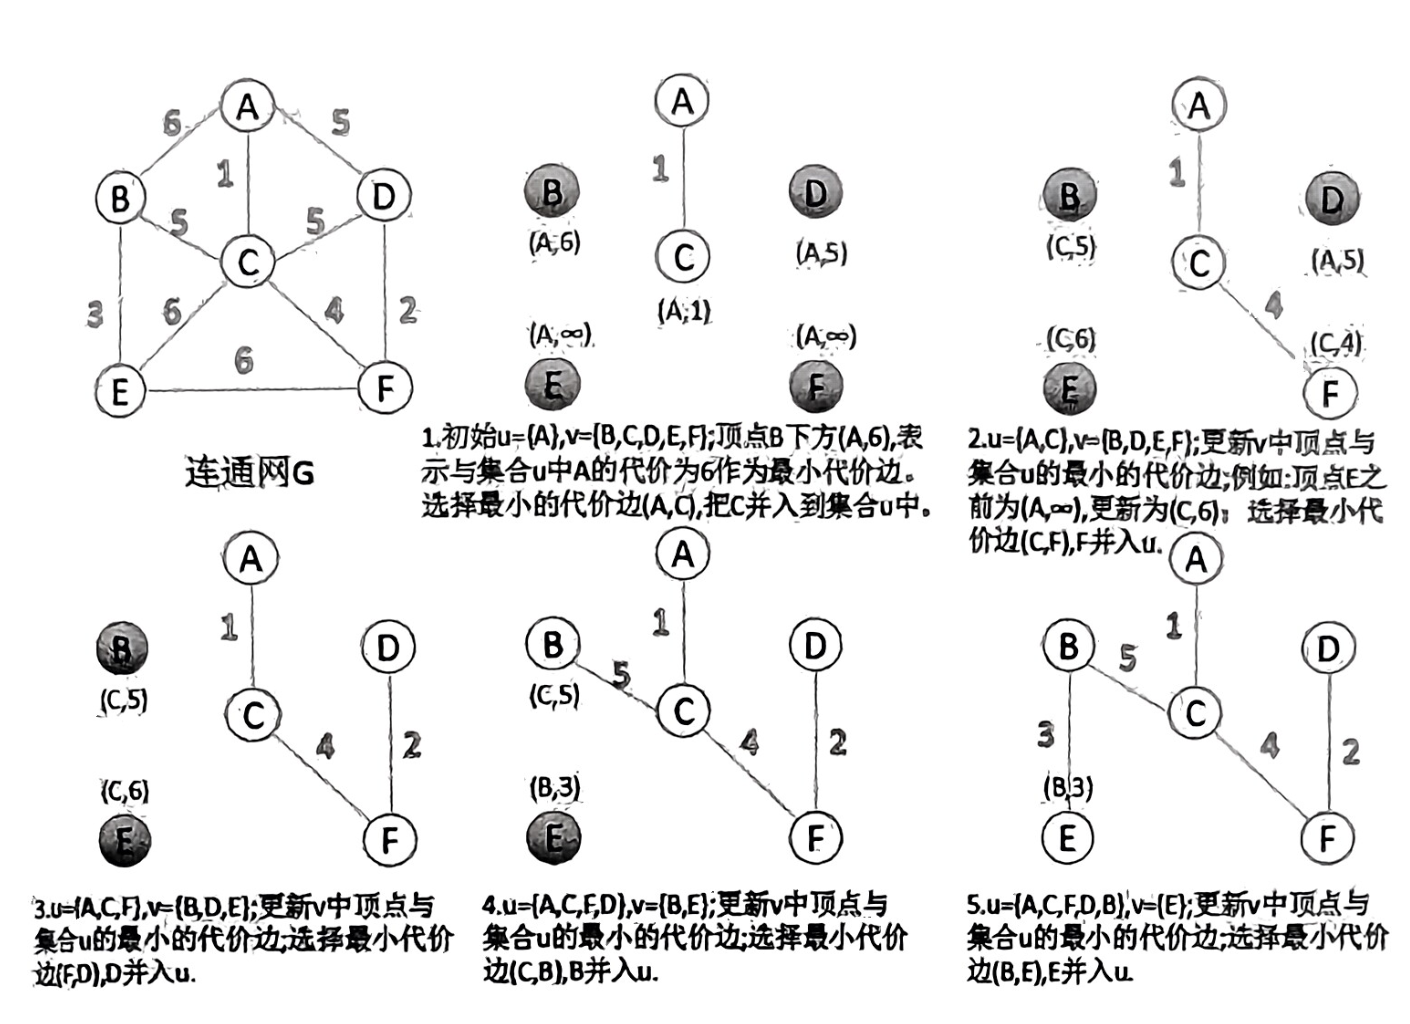 A
6
5
1
B
D
5
5
C
3
6
4
2
6
E
F
连通网G
A
1
B
D
(A,6)
C
(A,5)
(A,1)
(A,∞)
(A,∞)
E
F
1.初始u={A},v={B,C,D,E,F};顶点B下方(A,6),表
示与集合u中A的代价为6作为最小代价边。
选择最小的代价边(A,C),把C并入到集合u中。
A
1
B
D
(C,5)
C
(A,5)
4
(C,6)
(C,4)
E
F
2.u={A,C},v={B,D,E,F};更新v中顶点与
集合u的最小的代价边;例如:顶点E之
前为(A,∞),更新为(C,6); 选择最小代
价边(C,F),F并入u.
A
1
B
D
(C,5)
C
4
2
(C,6)
E
F
3.u={A,C,F},v={B,D,E};更新v中顶点与
集合u的最小的代价边;选择最小代价
边(F,D),D并入u.
A
1
B
D
5
(C,5)
C
4
2
(B,3)
E
F
4.u={A,C,F,D},v={B,E};更新v中顶点与
集合u的最小的代价边;选择最小代价
边(C,B),B并入u.
A
1
B
D
5
C
3
4
2
(B,3)
E
F
5.u={A,C,F,D,B},v={E};更新v中顶点与
集合u的最小的代价边;选择最小代价
边(B,E),E并入u